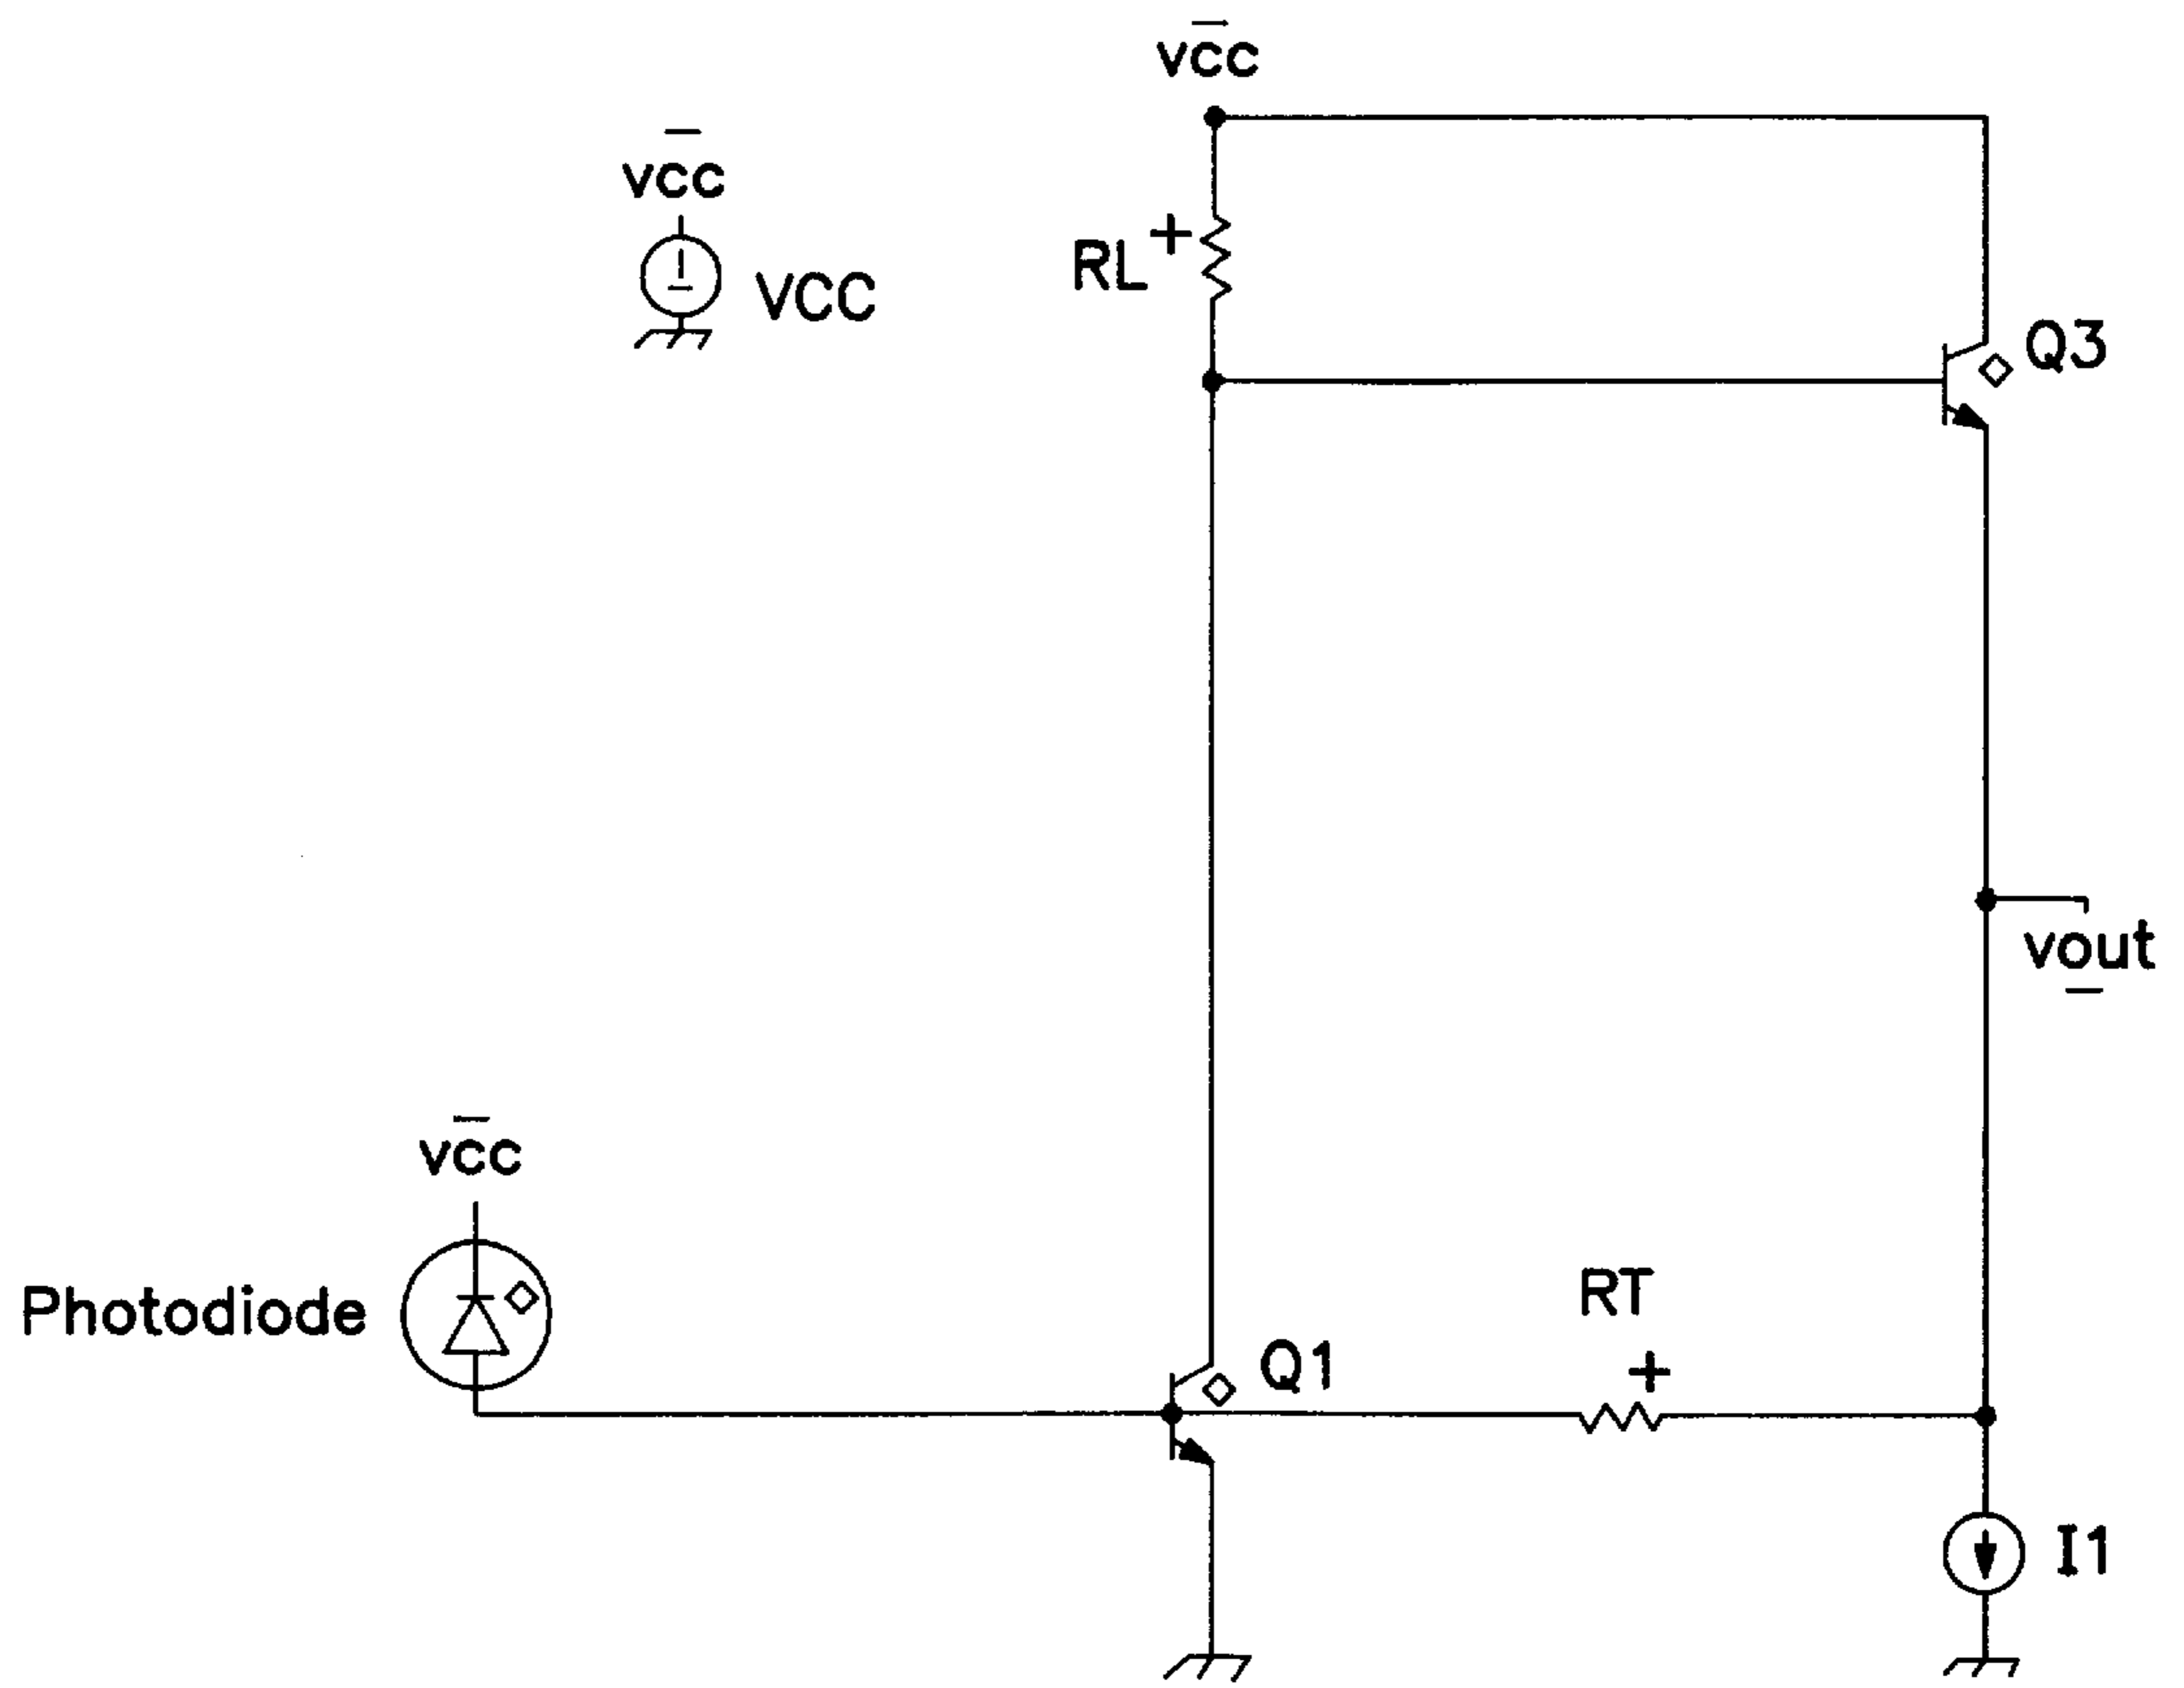 vcc
vcc
VCC
RL +
Q3
vout
vcc
Photodiode
Q1
RT
+
I1